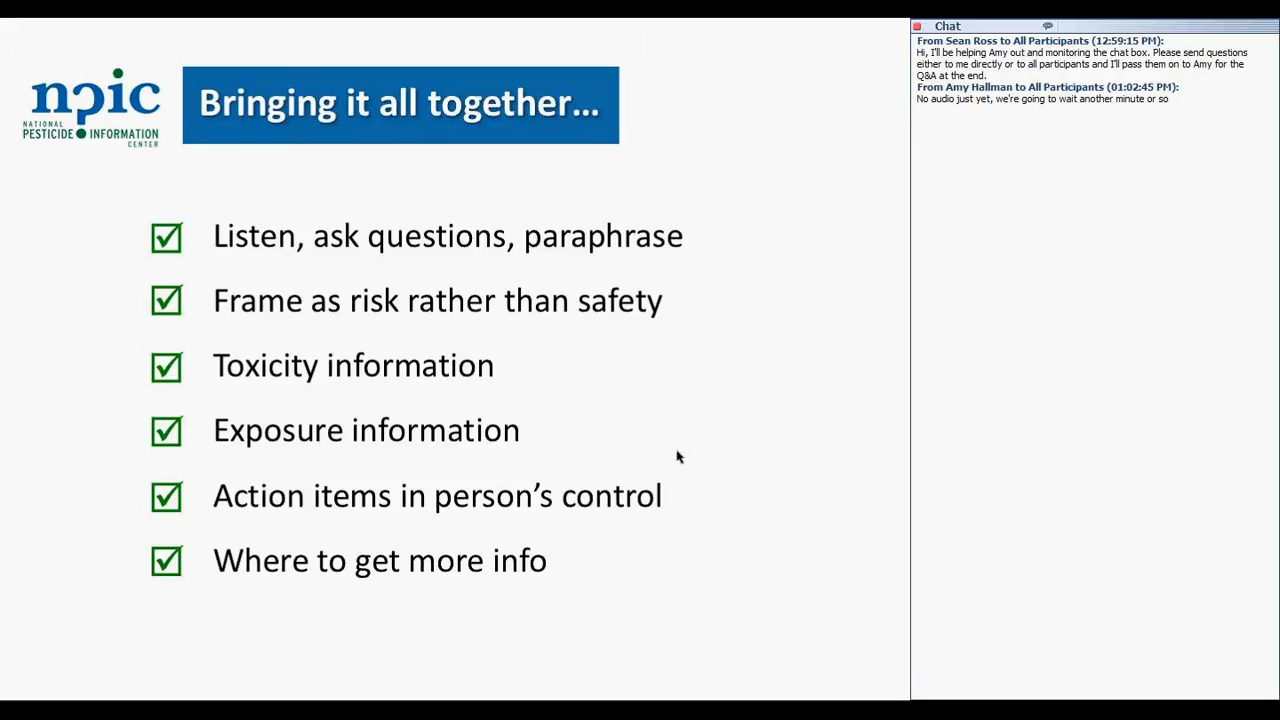 npic
NATIONAL
PESTICIDE INFORMATION
CENTER
Bringing it all together...
Listen, ask questions, paraphrase
Frame as risk rather than safety
Toxicity information
Exposure information
Action items in person's control
Where to get more info
Chat
From Sean Ross to All Participants (12:59:15 PM):
Hi, I'll be helping Amy out and monitoring the chat box. Please send questions
either to me directly or to all participants and I'll pass them on to Amy for the
Q&A at the end.
From Amy Hallman to All Participants (01:02:45 PM):
No audio just yet, we're going to wait another minute or so